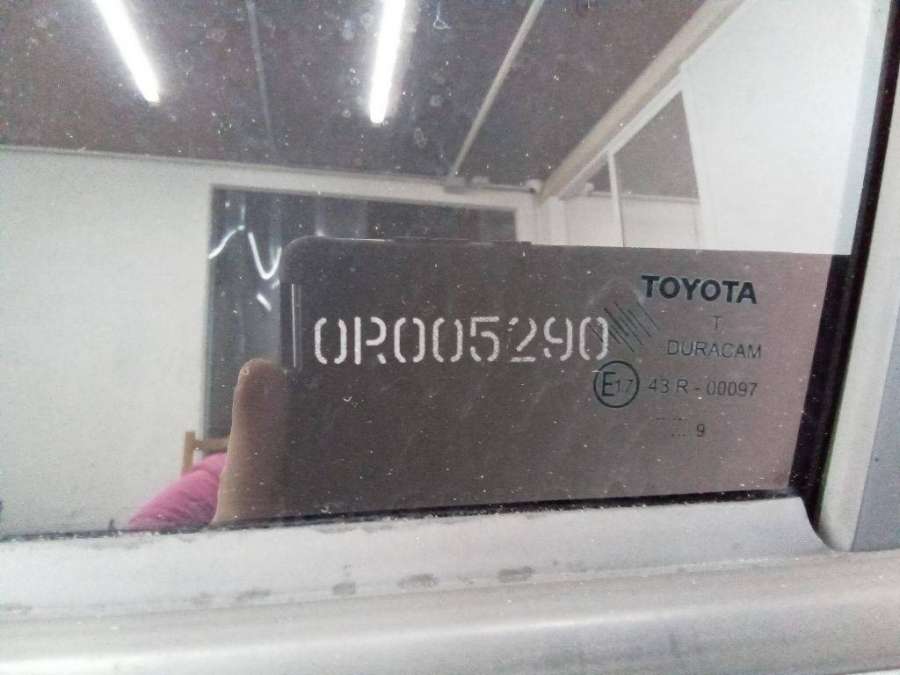 0R005290
TOYOTA
T
DURACAM
E17 43 R - 00097
.... 9